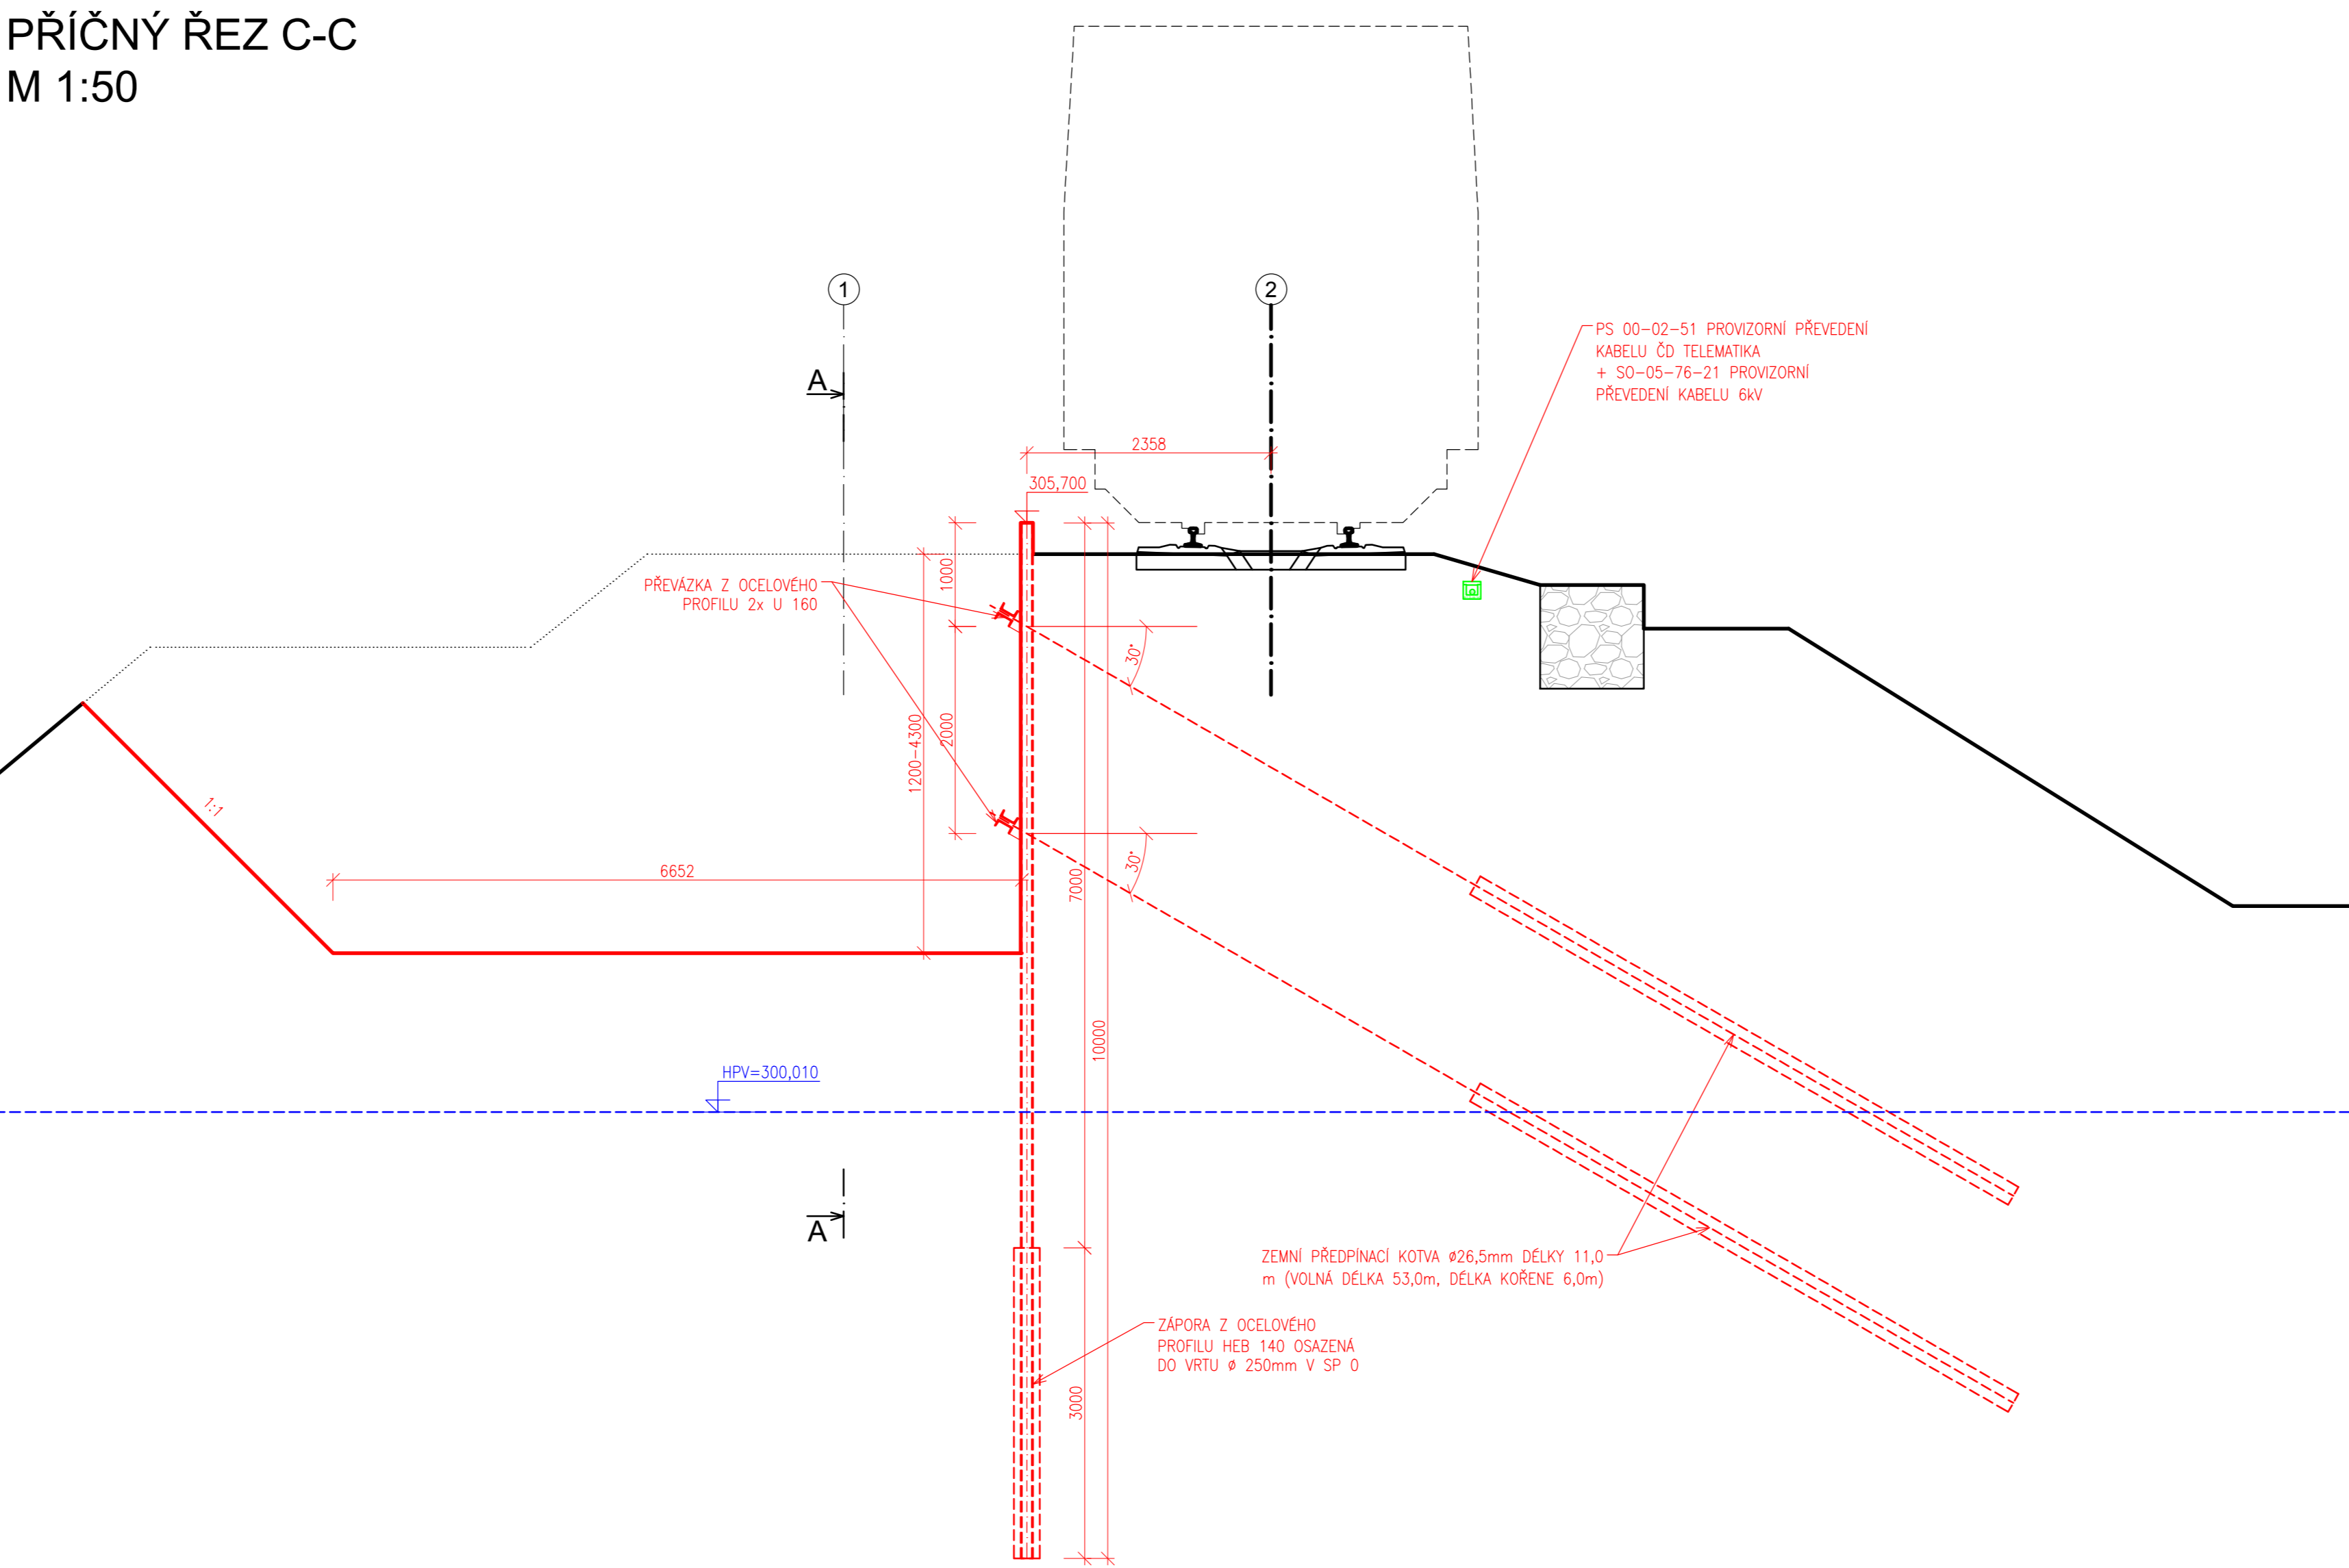 PŘÍČNÝ ŘEZ C-C
M 1:50
1
2
A
PS 00-02-51 PROVIZORNÍ PŘEVEDENÍ
KABELU ČD TELEMATIKA
+ SO-05-76-21 PROVIZORNÍ
PŘEVEDENÍ KABELU 6kV
2358
305,700
1000
PŘEVÁZKA Z OCELOVÉHO
PROFILU 2x U 160
30°
2000
1200-4300
1:1
30°
6652
7000
10000
HPV=300,010
A
ZEMNÍ PŘEDPÍNACÍ KOTVA ø26,5mm DÉLKY 11,0
m (VOLNÁ DÉLKA 53,0m, DÉLKA KOŘENE 6,0m)
ZÁPORA Z OCELOVÉHO
PROFILU HEB 140 OSAZENÁ
DO VRTU ø 250mm V SP 0
3000